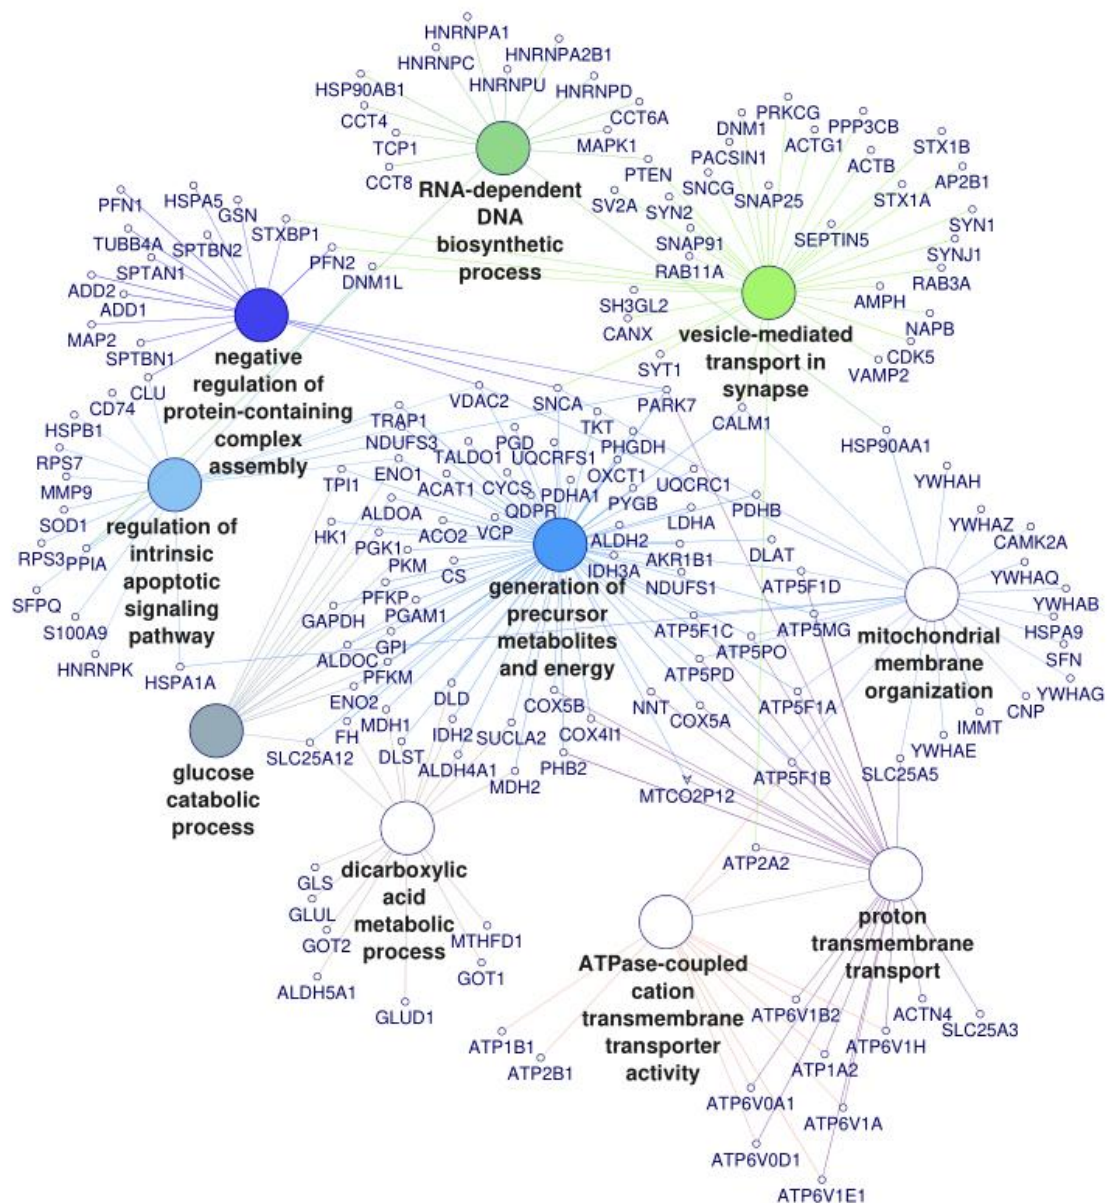 HNRNPA1
HNRNPC
HNRNPA2B1
HNRNPU
HSP90AB1
HNRNPD
CCT4
CCT6A
TCP1
MAPK1
CCT8
PTEN
RNA-dependent
DNA
biosynthetic
process
PRKCG
DNM1
PPP3CB
PACSIN1
ACTG1
STX1B
ACTB
SNCG
AP2B1
SV2A
SYN2
SNAP25
STX1A
SYN1
SNAP91
SEPTIN5
SYNJ1
RAB11A
RAB3A
SH3GL2
AMPH
CANX
NAPB
vesicle-mediated
transport in
synapse
CDK5
VAMP2
SYT1
PFN1
HSPA5
GSN
STXBP1
TUBB4A
SPTBN2
PFN2
SPTAN1
DNM1L
ADD2
ADD1
MAP2
SPTBN1
negative
regulation of
protein-containing
complex
assembly
CLU
CD74
HSPB1
RPS7
MMP9
SOD1
RPS3
PPIA
SFPQ
S100A9
HNRNPK
HSPA1A
regulation of
intrinsic
apoptotic
signaling
pathway
VDAC2
SNCA
PARK7
CALM1
HSP90AA1
TRAP1
TKT
NDUFS3
PGD
PHGDH
TALDO1
UQCRFS1
ENO1
OXCT1
TPI1
ACAT1
CYCS
PDHA1
UQCRC1
PYGB
PDHB
ALDOA
QDPR
LDHA
HK1
ACO2
VCP
ALDH2
PGK1
AKR1B1
DLAT
PKM
CS
IDH3A
NDUFS1
ATP5F1D
PFKP
PGAM1
generation of
precursor
metabolites
and energy
GAPDH
GPI
ATP5F1C
ATP5MG
ALDOC
ATP5PO
PFKM
ATP5PD
ENO2
DLD
COX5B
NNT
COX5A
ATP5F1A
MDH1
FH
IDH2
SUCLA2
COX4I1
SLC25A12
DLST
ALDH4A1
PHB2
MDH2
MTCO2P12
ATP5F1B
SLC25A5
YWHAH
YWHAZ
CAMK2A
YWHAQ
YWHAB
HSPA9
SFN
YWHAG
CNP
IMMT
YWHAE
mitochondrial
membrane
organization
glucose
catabolic
process
dicarboxylic
acid
metabolic
process
GLS
GLUL
GOT2
ALDH5A1
GLUD1
MTHFD1
GOT1
ATP2A2
proton
transmembrane
transport
ATPase-coupled
cation
transmembrane
transporter
activity
ATP6V1B2
ACTN4
SLC25A3
ATP1B1
ATP6V1H
ATP2B1
ATP1A2
ATP6V0A1
ATP6V1A
ATP6V0D1
ATP6V1E1